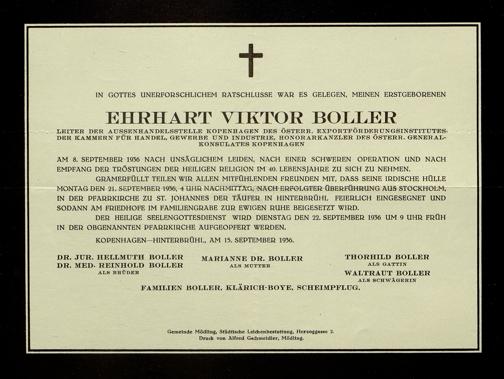 IN GOTTES UNERFORSCHLICHEM RATSCHLUSSE WAR ES GELEGEN, MEINEN ERSTGEBORENEN
EHRHART VIKTOR BOLLER
LEITER DER AUSSENHANDELSSTELLE KOPENHAGEN DES ÖSTERR. EXPORTFÖRDERUNGSINSTITUTES
DER KAMMERN FÜR HANDEL, GEWERBE UND INDUSTRIE, HONORARKANZLER DES ÖSTERR. GENERAL-
KONSULATES KOPENHAGEN
AM 8. SEPTEMBER 1936 NACH UNSÄGLICHEM LEIDEN, NACH EINER SCHWEREN OPERATION UND NACH
EMPFANG DER TRÖSTUNGEN DER HEILIGEN RELIGION IM 40. LEBENSJAHRE ZU SICH ZU NEHMEN.
GRAMERFÜLLT TEILEN WIR ALLEN MITFÜHLENDEN FREUNDEN MIT, DASS SEINE IRDISCHE HÜLLE
MONTAG DEN 21. SEPTEMBER 1936, 4 UHR NACHMITTAG, NACH ERFOLGTER ÜBERFÜHRUNG AUS STOCKHOLM,
IN DER PFARRKIRCHE ZU ST. JOHANNES DER TÄUFER IN HINTERBRÜHL FEIERLICH EINGESEGNET UND
SODANN AM FRIEDHOFE IM FAMILIENGRABE ZUR EWIGEN RUHE BEIGESETZT WIRD.
DER HEILIGE SEELENGOTTESDIENST WIRD DIENSTAG DEN 22. SEPTEMBER 1936 UM 9 UHR FRÜH
IN DER OBGENANNTEN PFARRKIRCHE AUFGEOPFERT WERDEN.
KOPENHAGEN—HINTERBRÜHL, AM 15. SEPTEMBER 1936.
DR. JUR. HELLMUTH BOLLER
DR. MED. REINHOLD BOLLER
ALS BRÜDER
MARIANNE DR. BOLLER
ALS MUTTER
THORHILD BOLLER
ALS GATTIN
WALTRAUT BOLLER
ALS SCHWÄGERIN
FAMILIEN BOLLER, KLÄRICH-BOYE, SCHEIMPFLUG.
Gemeinde Mödling, Städtische Leichenbestattung, Herzoggasse 2.
Druck von Alfred Gschmeidler, Mödling.